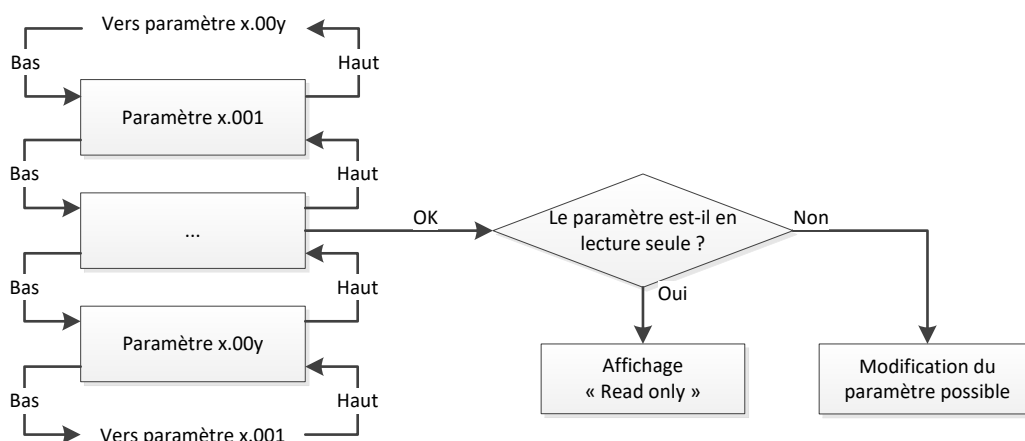 Vers paramètre x.00y
Bas
Haut
Paramètre x.001
Bas
Haut
...
OK
Le paramètre est-il en
lecture seule ?
Non
Oui
Bas
Haut
Paramètre x.00y
Affichage
« Read only »
Modification du
paramètre possible
Bas
Haut
Vers paramètre x.001